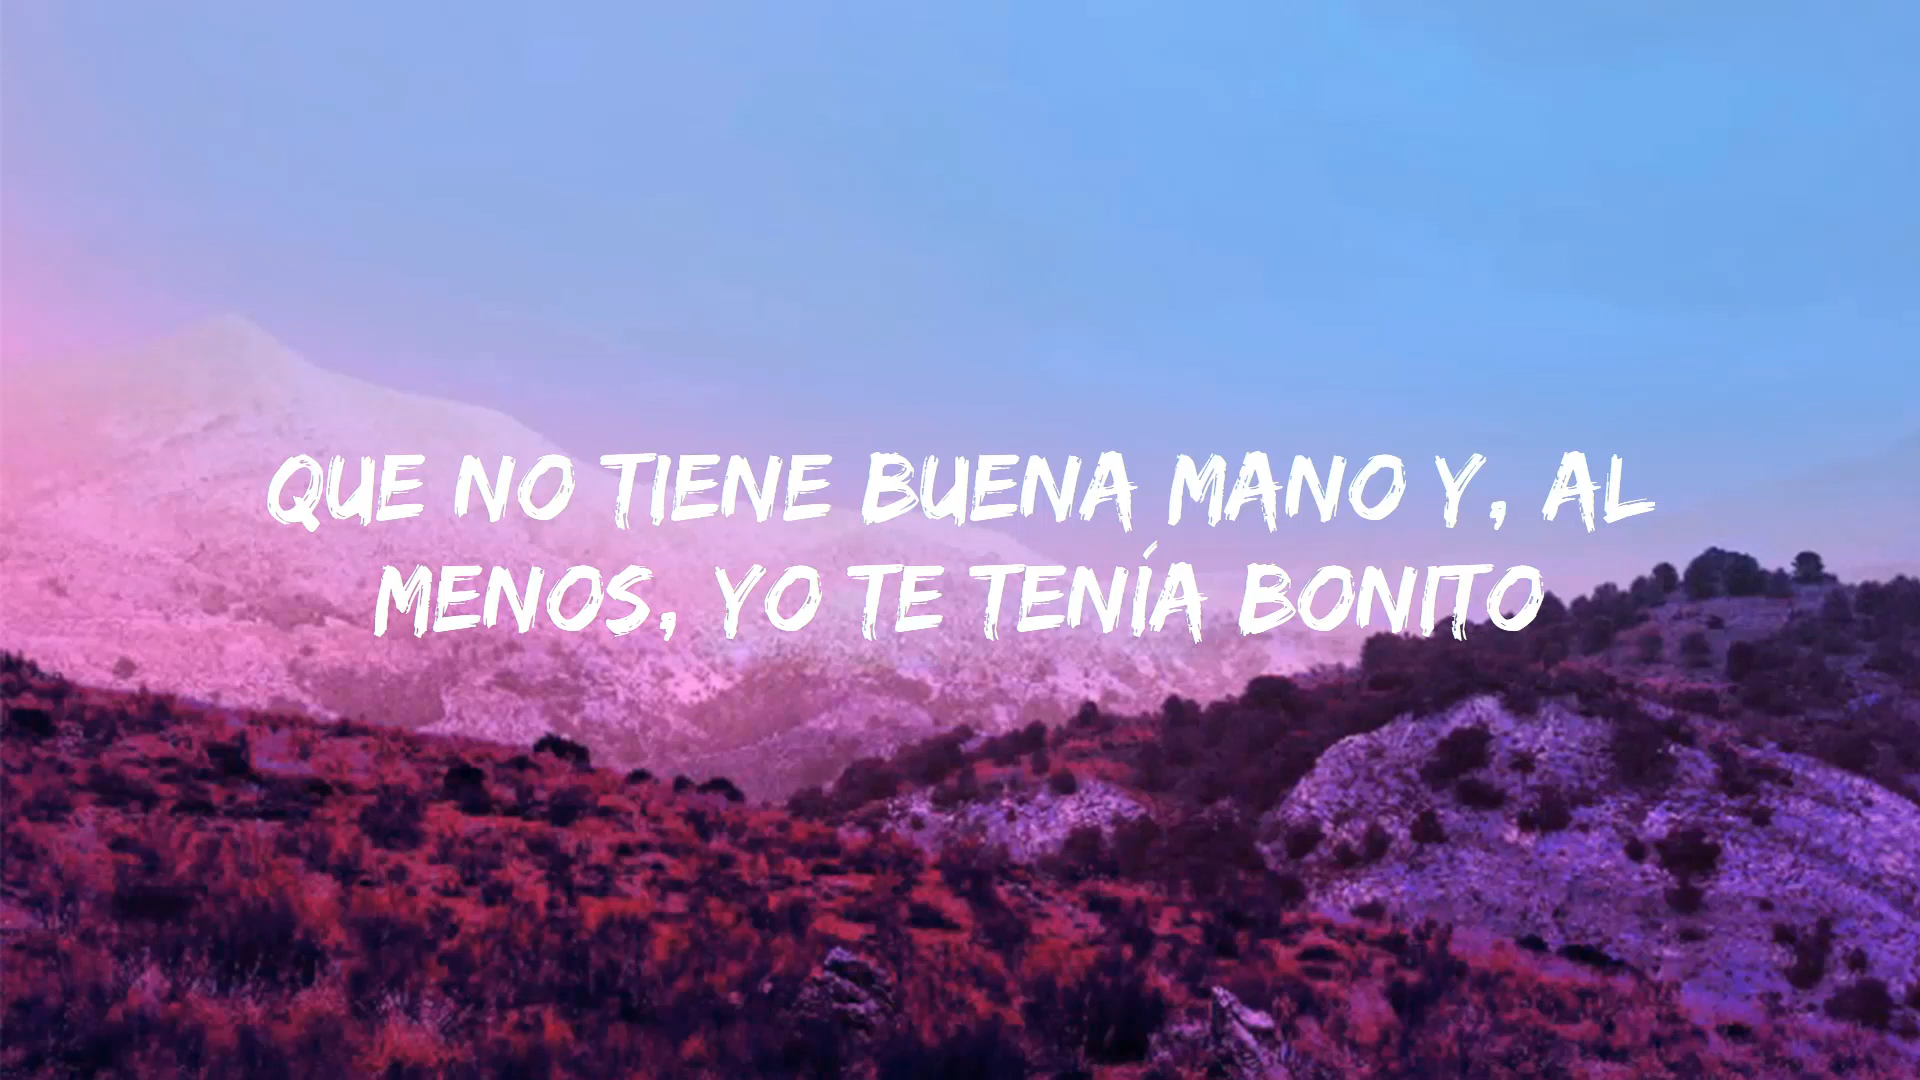 QUE NO TIENE BUENA MANO Y, AL
MENOS, YO TE TENÍA BONITO